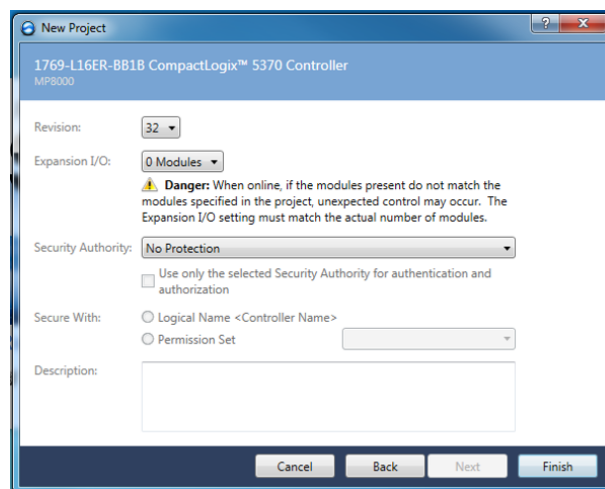 New Project
1769-L16ER-BB1B CompactLogix™ 5370 Controller
MP8000
Revision:
32
Expansion I/O:
0 Modules
Danger: When online, if the modules present do not match the
modules specified in the project, unexpected control may occur. The
Expansion I/O setting must match the actual number of modules.
Security Authority:
No Protection
Use only the selected Security Authority for authentication and
authorization
Secure With:
Logical Name <Controller Name>
Permission Set
Description:
Cancel
Back
Next
Finish